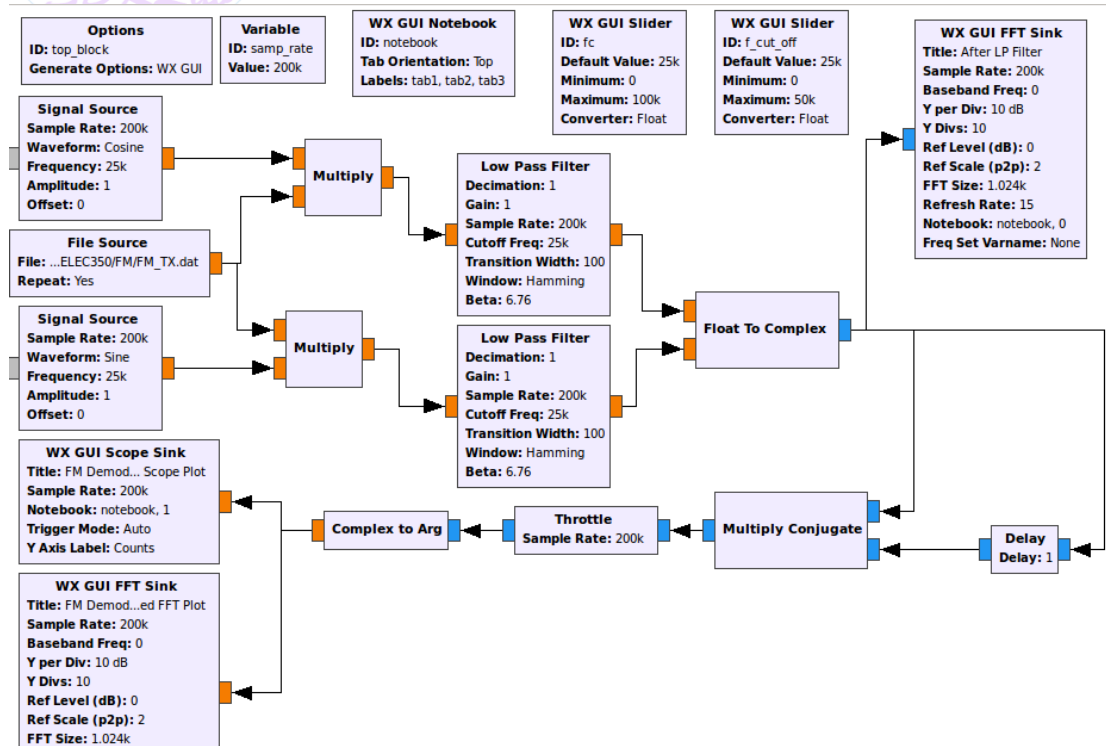 Options
ID: top_block
Generate Options: WX GUI
Variable
ID: samp_rate
Value: 200k
WX GUI Notebook
ID: notebook
Tab Orientation: Top
Labels: tab1, tab2, tab3
WX GUI Slider
ID: fc
Default Value: 25k
Minimum: 0
Maximum: 100k
Converter: Float
WX GUI Slider
ID: f_cut_off
Default Value: 25k
Minimum: 0
Maximum: 50k
Converter: Float
WX GUI FFT Sink
Title: After LP Filter
Sample Rate: 200k
Baseband Freq: 0
Y per Div: 10 dB
Y Divs: 10
Ref Level (dB): 0
Ref Scale (p2p): 2
FFT Size: 1.024k
Refresh Rate: 15
Notebook: notebook, 0
Freq Set Varname: None
Signal Source
Sample Rate: 200k
Waveform: Cosine
Frequency: 25k
Amplitude: 1
Offset: 0
Multiply
Low Pass Filter
Decimation: 1
Gain: 1
Sample Rate: 200k
Cutoff Freq: 25k
Transition Width: 100
Window: Hamming
Beta: 6.76
File Source
File: ...ELEC350/FM/FM_TX.dat
Repeat: Yes
Signal Source
Sample Rate: 200k
Waveform: Sine
Frequency: 25k
Amplitude: 1
Offset: 0
Multiply
Low Pass Filter
Decimation: 1
Gain: 1
Sample Rate: 200k
Cutoff Freq: 25k
Transition Width: 100
Window: Hamming
Beta: 6.76
Float To Complex
WX GUI Scope Sink
Title: FM Demod... Scope Plot
Sample Rate: 200k
Notebook: notebook, 1
Trigger Mode: Auto
Y Axis Label: Counts
Complex to Arg
Throttle
Sample Rate: 200k
Multiply Conjugate
Delay
Delay: 1
WX GUI FFT Sink
Title: FM Demod...ed FFT Plot
Sample Rate: 200k
Baseband Freq: 0
Y per Div: 10 dB
Y Divs: 10
Ref Level (dB): 0
Ref Scale (p2p): 2
FFT Size: 1.024k